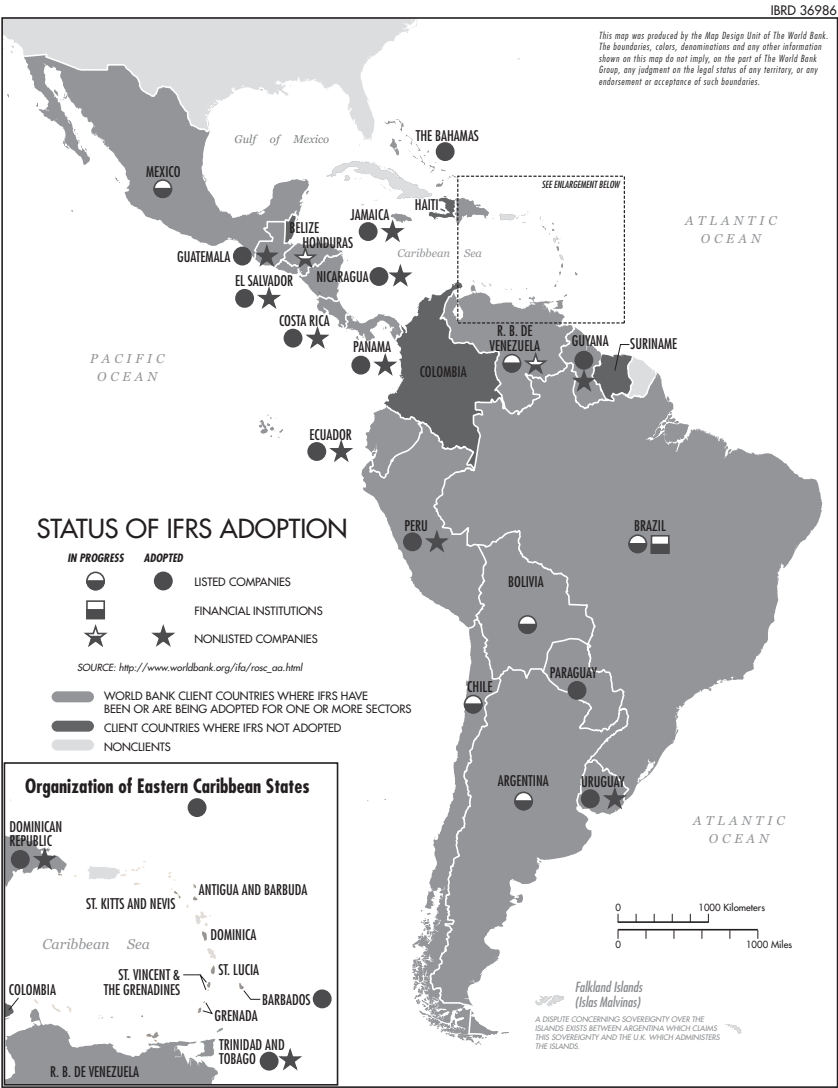 IBRD 36986
This map was produced by the Map Design Unit of The World Bank.
The boundaries, colors, denominations and any other information
shown on this map do not imply, on the part of The World Bank
Group, any judgment on the legal status of any territory, or any
endorsement or acceptance of such boundaries.
Gulf of Mexico
THE BAHAMAS
MEXICO
SEE ENLARGEMENT BELOW
HAITI
JAMAICA
ATLANTIC
OCEAN
BELIZE
HONDURAS
GUATEMALA
Caribbean Sea
NICARAGUA
EL SALVADOR
COSTA RICA
R. B. DE
VENEZUELA
GUYANA
SURINAME
PANAMA
PACIFIC
OCEAN
COLOMBIA
ECUADOR
STATUS OF IFRS ADOPTION
PERU
BRAZIL
IN PROGRESS
ADOPTED
LISTED COMPANIES
BOLIVIA
FINANCIAL INSTITUTIONS
NONLISTED COMPANIES
SOURCE: http://www.worldbank.org/ifa/rosc_aa.html
PARAGUAY
CHILE
WORLD BANK CLIENT COUNTRIES WHERE IFRS HAVE
BEEN OR ARE BEING ADOPTED FOR ONE OR MORE SECTORS
CLIENT COUNTRIES WHERE IFRS NOT ADOPTED
NONCLIENTS
ARGENTINA
URUGUAY
Organization of Eastern Caribbean States
ATLANTIC
OCEAN
DOMINICAN
REPUBLIC
ANTIGUA AND BARBUDA
ST. KITTS AND NEVIS
0
1000 Kilometers
0
1000 Miles
DOMINICA
Caribbean Sea
ST. LUCIA
ST. VINCENT &
THE GRENADINES
COLOMBIA
BARBADOS
GRENADA
Falkland Islands
(Islas Malvinas)
A DISPUTE CONCERNING SOVEREIGNTY OVER THE
ISLANDS EXISTS BETWEEN ARGENTINA WHICH CLAIMS
THIS SOVEREIGNTY AND THE U.K. WHICH ADMINISTERS
THE ISLANDS.
TRINIDAD AND
TOBAGO
R. B. DE VENEZUELA